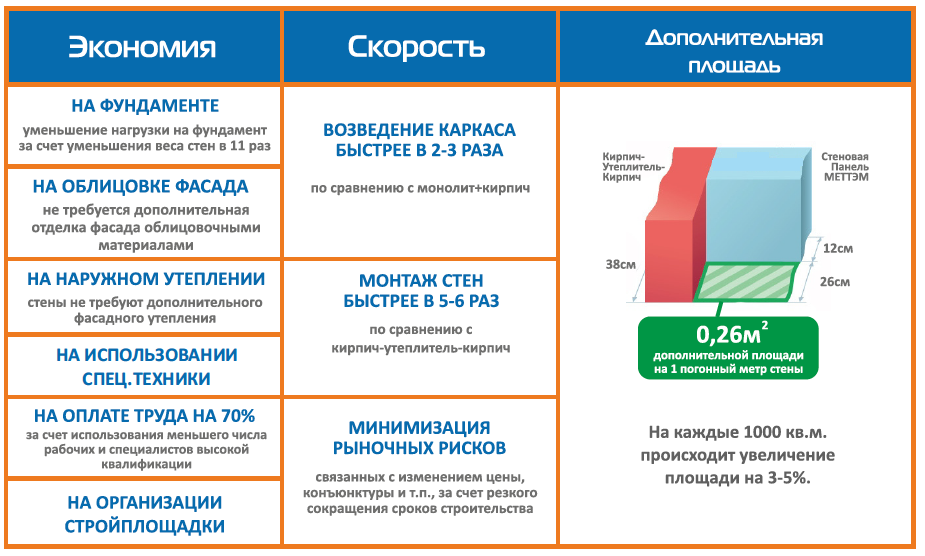 Экономия
НА ФУНДАМЕНТЕ
уменьшение нагрузки на фундамент
за счет уменьшения веса стен в 11 раз
НА ОБЛИЦОВКЕ ФАСАДА
не требуется дополнительная
отделка фасада облицовочными
материалами
НА НАРУЖНОМ УТЕПЛЕНИИ
стены не требуют дополнительного
фасадного утепления
НА ИСПОЛЬЗОВАНИИ
СПЕЦ.ТЕХНИКИ
НА ОПЛАТЕ ТРУДА НА 70%
за счет использования меньшего числа
рабочих и специалистов высокой
квалификации
НА ОРГАНИЗАЦИИ
СТРОЙПЛОЩАДКИ
Скорость
ВОЗВЕДЕНИЕ КАРКАСА
БЫСТРЕЕ В 2-3 РАЗА
по сравнению с монолит+кирпич
МОНТАЖ СТЕН
БЫСТРЕЕ В 5-6 РАЗ
по сравнению с
кирпич-утеплитель-кирпич
МИНИМИЗАЦИЯ
РЫНОЧНЫХ РИСКОВ
связанных с изменением цены,
конъюнктуры и т.п., за счет резкого
сокращения сроков строительства
Дополнительная
площадь
Кирпич-
Утеплитель-
Кирпич
Стеновая
Панель
МЕТТЭМ
12см
38см
26см
0,26м²
дополнительной площади
на 1 погонный метр стены
На каждые 1000 кв.м.
происходит увеличение
площади на 3-5%.